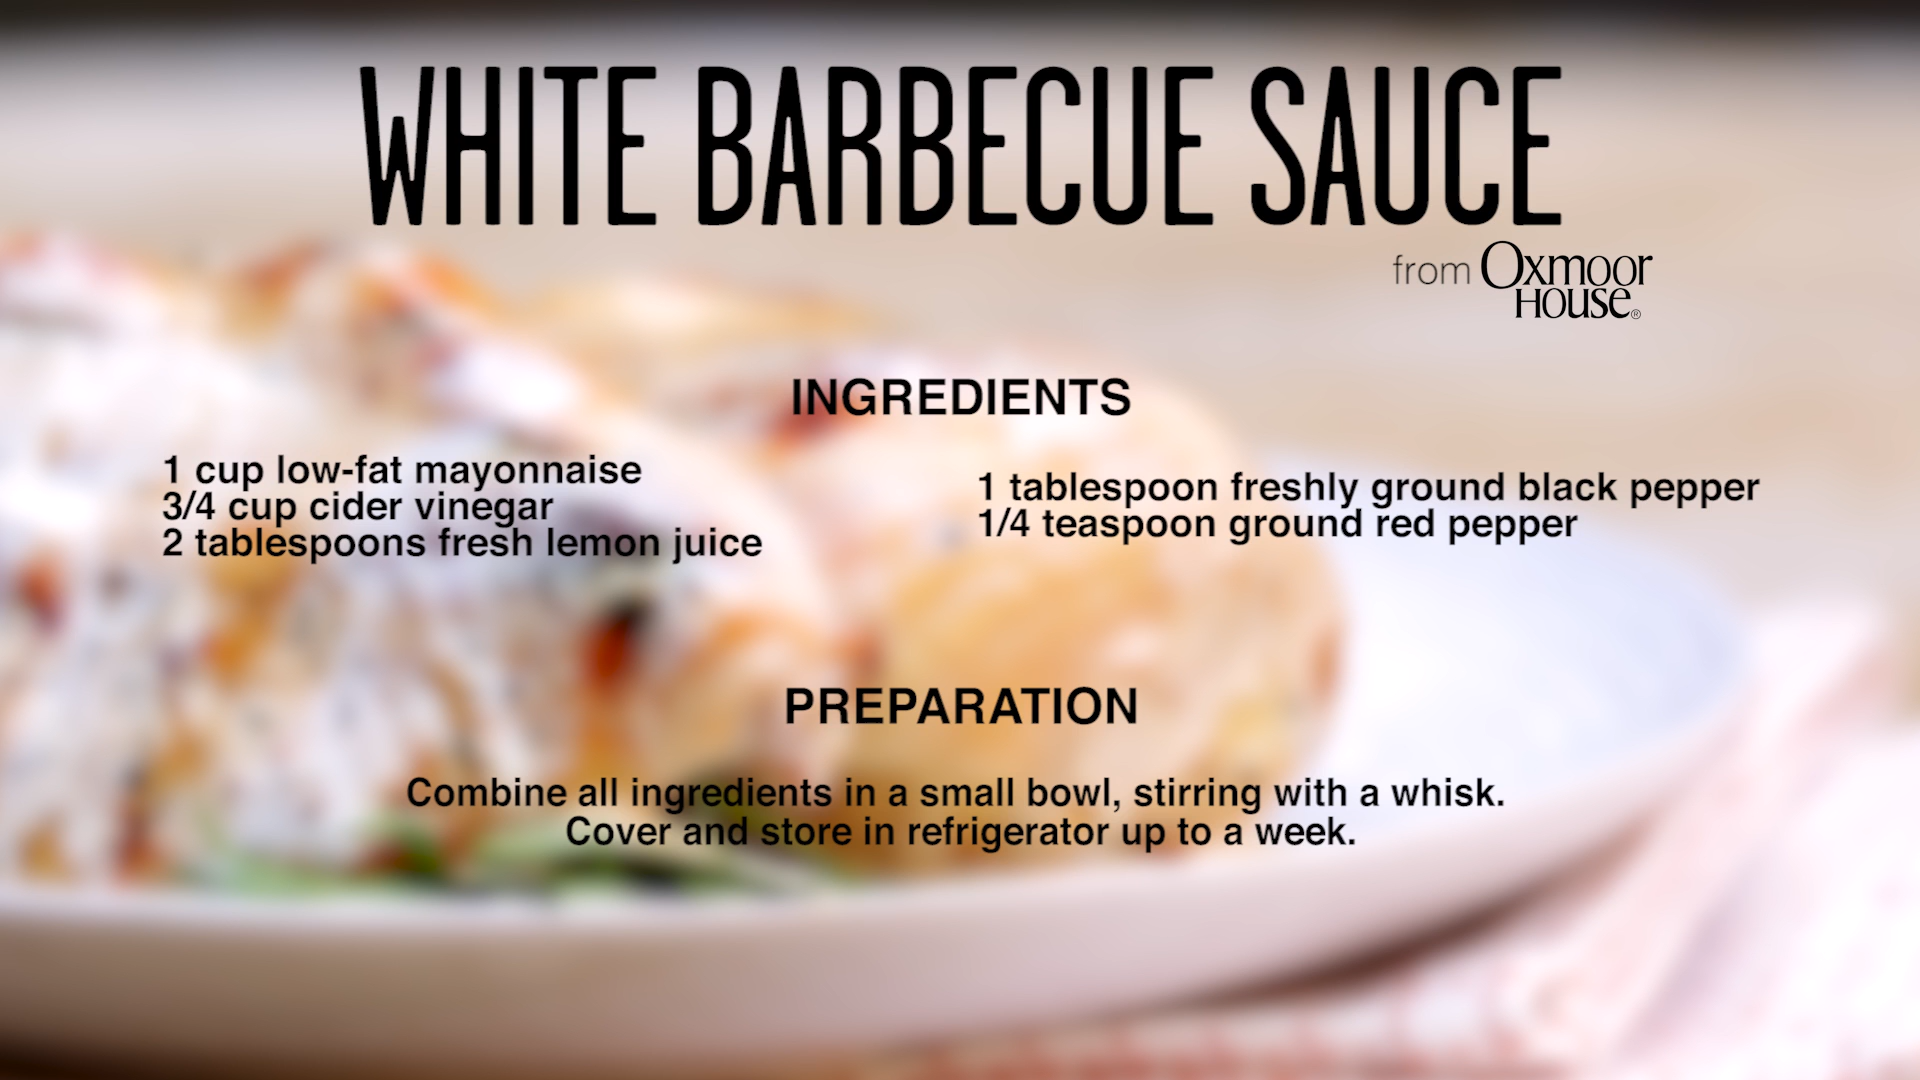 WHITE BARBECUE SAUCE
from Oxmoor
House®
INGREDIENTS
1 cup low-fat mayonnaise
3/4 cup cider vinegar
2 tablespoons fresh lemon juice
1 tablespoon freshly ground black pepper
1/4 teaspoon ground red pepper
PREPARATION
Combine all ingredients in a small bowl, stirring with a whisk.
Cover and store in refrigerator up to a week.